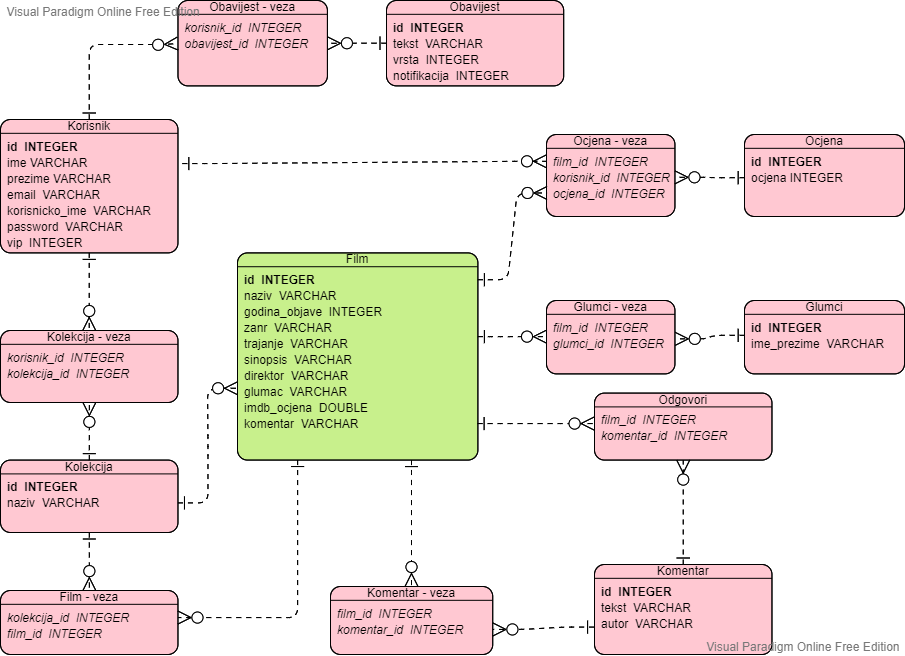 Visual Paradigm Online Free Edition
Obavijest - veza
korisnik_id INTEGER
obavijest_id INTEGER
Obavijest
id INTEGER
tekst VARCHAR
vrsta INTEGER
notifikacija INTEGER
Korisnik
id INTEGER
ime VARCHAR
prezime VARCHAR
email VARCHAR
korisnicko_ime VARCHAR
password VARCHAR
vip INTEGER
Ocjena - veza
film_id INTEGER
korisnik_id INTEGER
ocjena_id INTEGER
Ocjena
id INTEGER
ocjena INTEGER
Film
id INTEGER
naziv VARCHAR
godina_objave INTEGER
zanr VARCHAR
trajanje VARCHAR
sinopsis VARCHAR
direktor VARCHAR
glumac VARCHAR
imdb_ocjena DOUBLE
komentar VARCHAR
Glumci - veza
film_id INTEGER
glumci_id INTEGER
Glumci
id INTEGER
ime_prezime VARCHAR
Kolekcija - veza
korisnik_id INTEGER
kolekcija_id INTEGER
Odgovori
film_id INTEGER
komentar_id INTEGER
Kolekcija
id INTEGER
naziv VARCHAR
Film - veza
kolekcija_id INTEGER
film_id INTEGER
Komentar - veza
film_id INTEGER
komentar_id INTEGER
Komentar
id INTEGER
tekst VARCHAR
autor VARCHAR
Visual Paradigm Online Free Edition